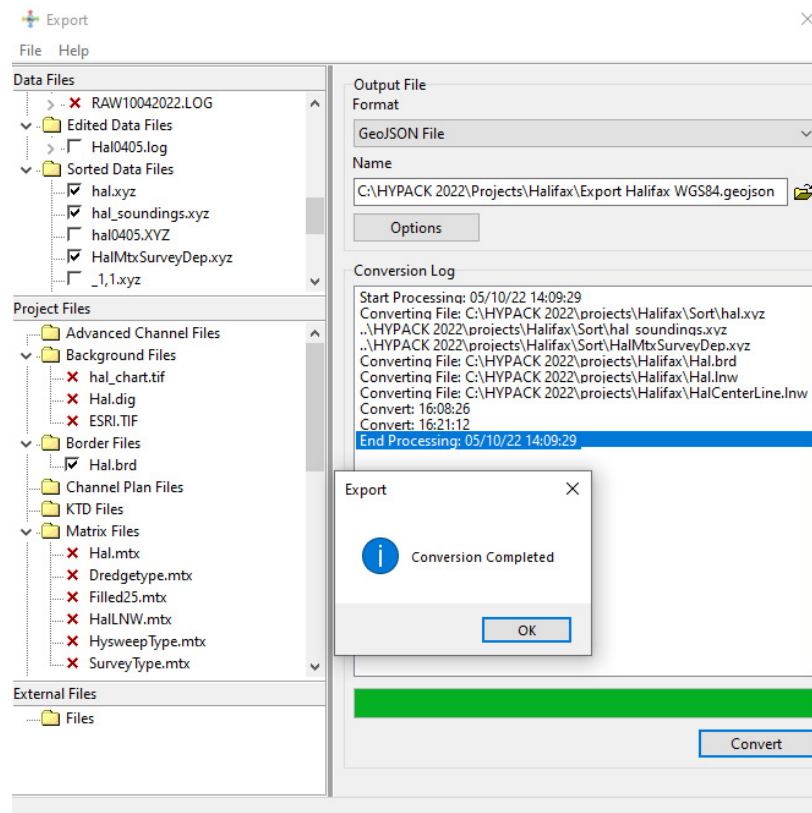 Export
File Help
Data Files
RAW10042022.LOG
Edited Data Files
Hal0405.log
Sorted Data Files
hal.xyz
hal_soundings.xyz
hal0405.XYZ
HalMtxSurveyDep.xyz
_1,1.xyz
Project Files
Advanced Channel Files
Background Files
hal_chart.tif
Hal.dig
ESRI.TIF
Border Files
Hal.brd
Channel Plan Files
KTD Files
Matrix Files
Hal.mtx
Dredgetype.mtx
Filled25.mtx
HalLNW.mtx
HysweepType.mtx
SurveyType.mtx
External Files
Files
Output File
Format
GeoJSON File
Name
C:\HYPACK 2022\Projects\Halifax\Export Halifax WGS84.geojson
Options
Conversion Log
Start Processing: 05/10/22 14:09:29
Converting File: C:\HYPACK 2022\projects\Halifax\Sort\hal.xyz
..\HYPACK 2022\projects\Halifax\Sort\hal_soundings.xyz
..\HYPACK 2022\projects\Halifax\Sort\HalMtxSurveyDep.xyz
Converting File: C:\HYPACK 2022\projects\Halifax\Hal.brd
Converting File: C:\HYPACK 2022\projects\Halifax\Hal.lnw
Converting File: C:\HYPACK 2022\projects\Halifax\HalCenterLine.lnw
Convert: 16:08:26
Convert: 16:21:12
End Processing: 05/10/22 14:09:29
Export
Conversion Completed
OK
Convert